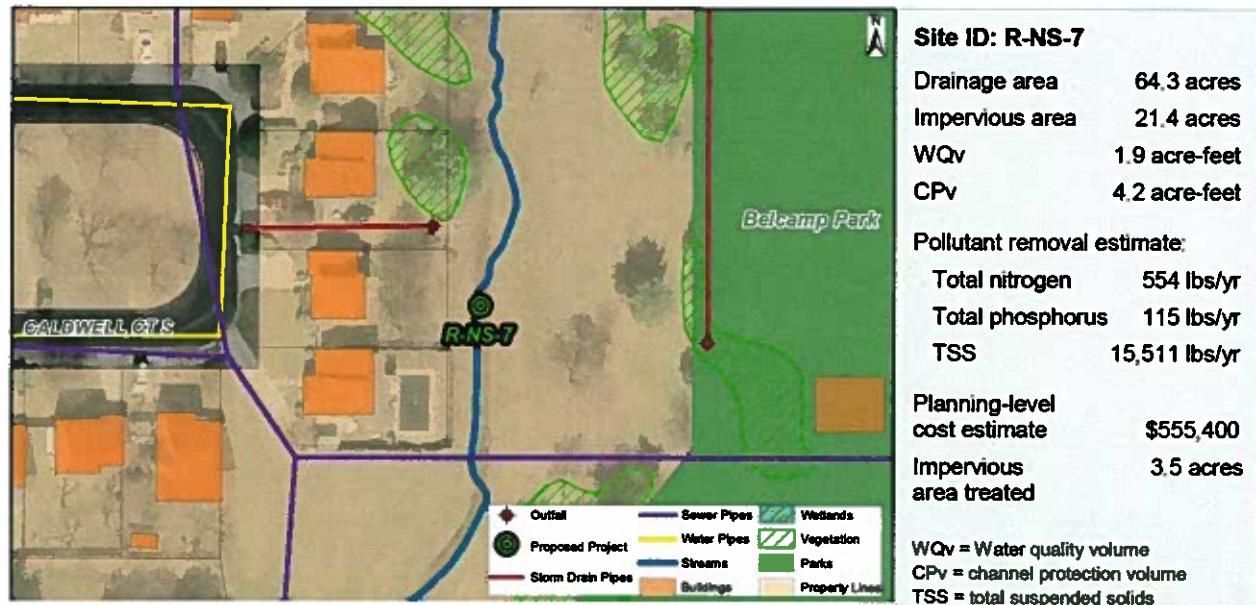 N
Belcamp Park
CALDWELL CT S
R-NS-7
Outfall
Proposed Project
Storm Drain Pipes
Sewer Pipes
Water Pipes
Streams
Buildings
Wetlands
Vegetation
Parks
Property Lines
Site ID: R-NS-7
Drainage area 64.3 acres
Impervious area 21.4 acres
WQv 1.9 acre-feet
CPv 4.2 acre-feet
Pollutant removal estimate:
Total nitrogen 554 lbs/yr
Total phosphorus 115 lbs/yr
TSS 15,511 lbs/yr
Planning-level
cost estimate $555,400
Impervious 3.5 acres
area treated
WQv = Water quality volume
CPv = channel protection volume
TSS = total suspended solids